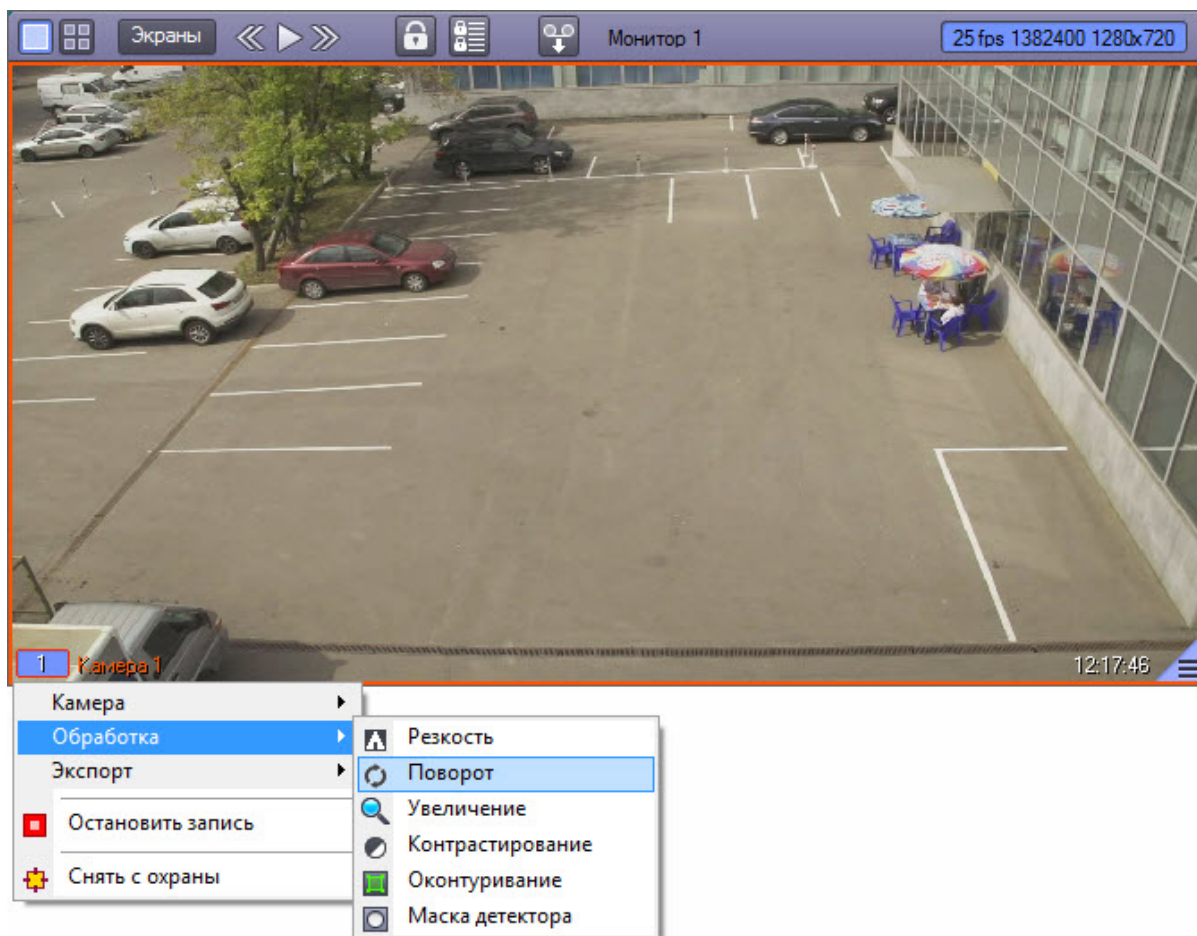 Экраны
Монитор 1
25 fps 1382400 1280x720
1 Камера 1
12:17:46
Камера
Обработка
Экспорт
Остановить запись
Снять с охраны
Резкость
Поворот
Увеличение
Контрастирование
Оконтуривание
Маска детектора